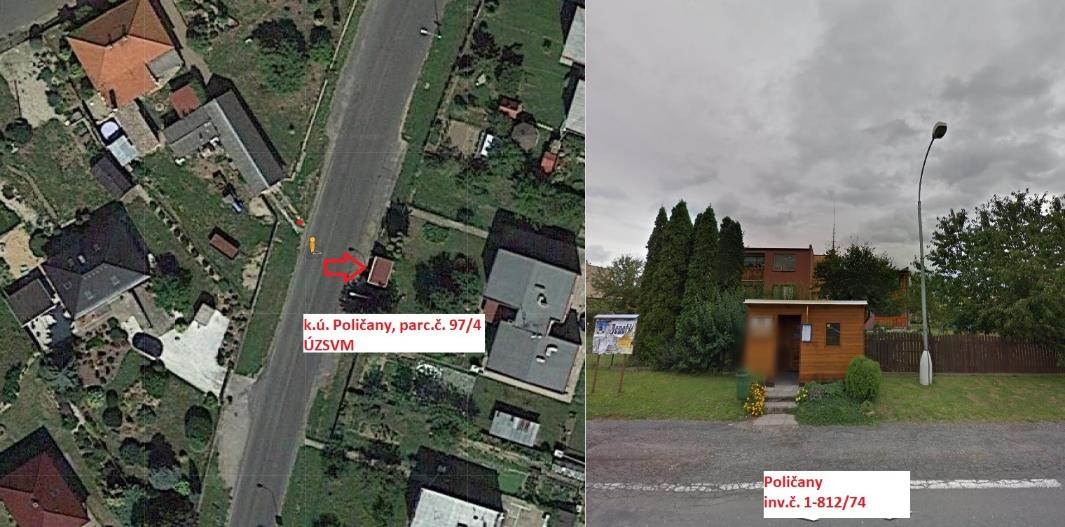 k.ú. Poličany, parc.č. 97/4
ÚZSVM
Poličany
inv.č. 1-812/74